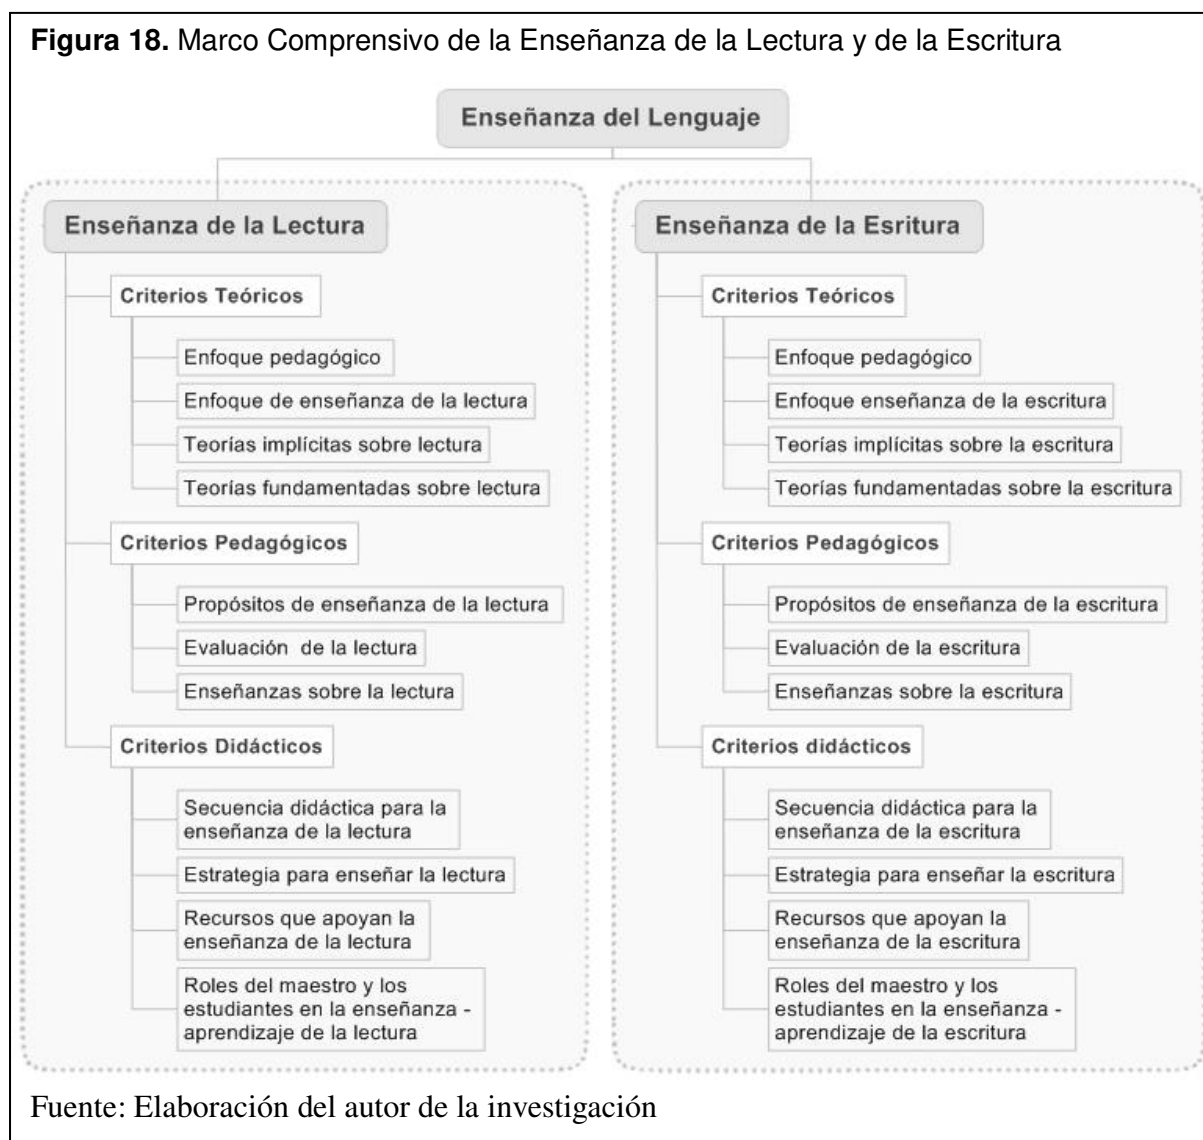 Figura 18. Marco Comprensivo de la Enseñanza de la Lectura y de la Escritura
Enseñanza del Lenguaje
Enseñanza de la Lectura
Criterios Teóricos
Enfoque pedagógico
Enfoque de enseñanza de la lectura
Teorías implícitas sobre lectura
Teorías fundamentadas sobre lectura
Criterios Pedagógicos
Propósitos de enseñanza de la lectura
Evaluación de la lectura
Enseñanzas sobre la lectura
Criterios Didácticos
Secuencia didáctica para la
enseñanza de la lectura
Estrategia para enseñar la lectura
Recursos que apoyan la
enseñanza de la lectura
Roles del maestro y los
estudiantes en la enseñanza -
aprendizaje de la lectura
Enseñanza de la Esritura
Criterios Teóricos
Enfoque pedagógico
Enfoque enseñanza de la escritura
Teorías implícitas sobre la escritura
Teorías fundamentadas sobre la escritura
Criterios Pedagógicos
Propósitos de enseñanza de la escritura
Evaluación de la escritura
Enseñanzas sobre la escritura
Criterios didácticos
Secuencia didáctica para la
enseñanza de la escritura
Estrategia para enseñar la escritura
Recursos que apoyan la
enseñanza de la escritura
Roles del maestro y los
estudiantes en la enseñanza -
aprendizaje de la escritura
Fuente: Elaboración del autor de la investigación